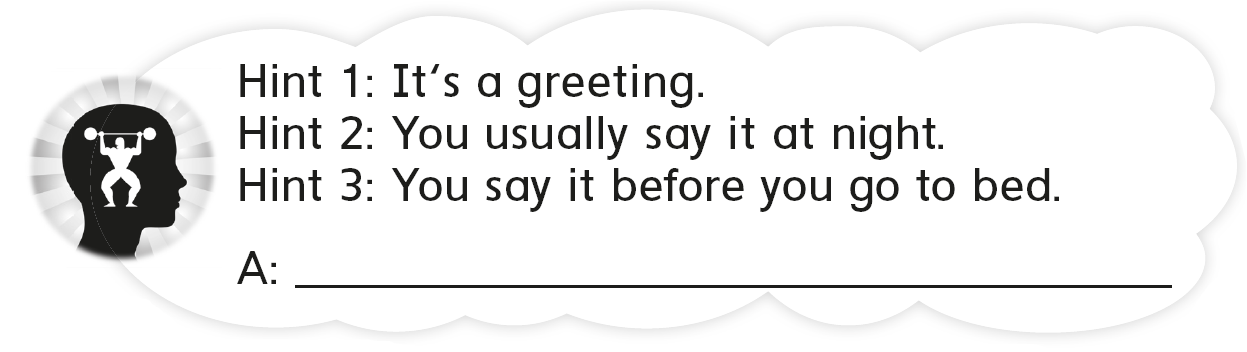 Hint 1: It‘s a greeting.
Hint 2: You usually say it at night.
Hint 3: You say it before you go to bed.
A: